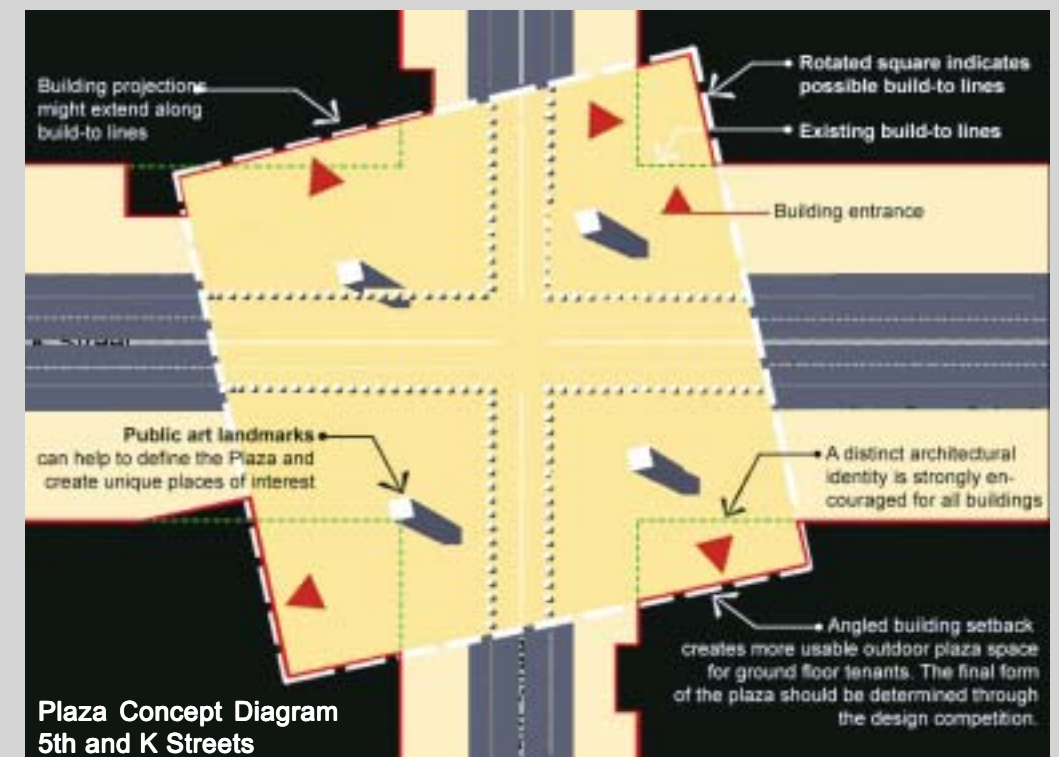 Building projections
might extend along
build-to lines
Rotated square indicates
possible build-to lines
Existing build-to lines
Building entrance
K Street
Public art landmarks
can help to define the Plaza and
create unique places of interest
A distinct architectural
identity is strongly en-
couraged for all buildings
Angled building setback
creates more usable outdoor plaza space
for ground floor tenants. The final form
of the plaza should be determined through
the design competition.
Plaza Concept Diagram
5th and K Streets